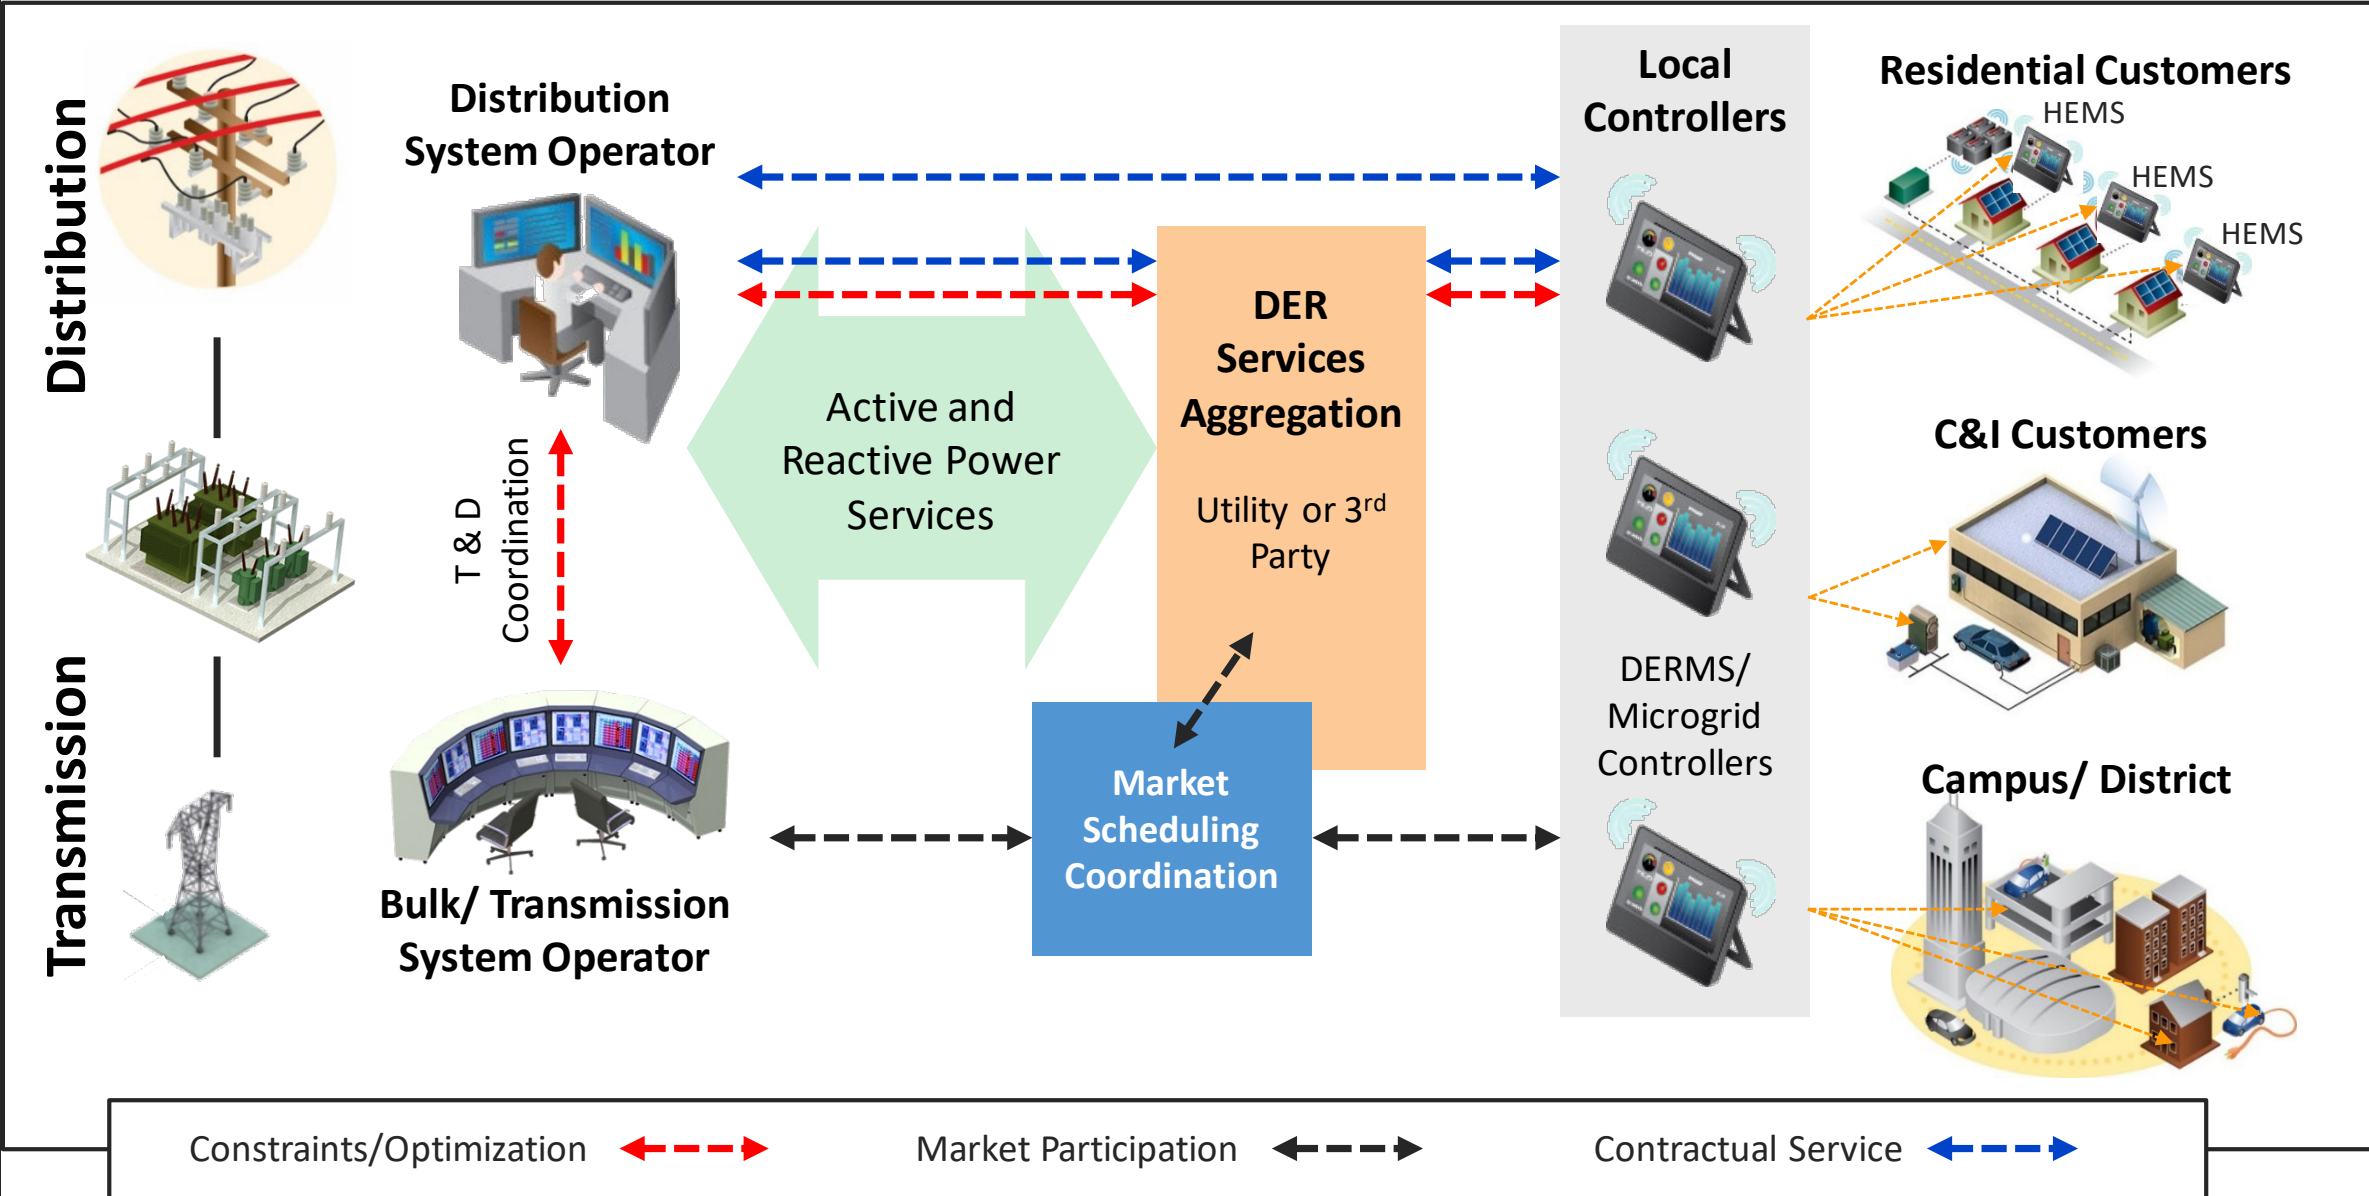 Distribution
Transmission
Distribution
System Operator
T & D
Coordination
Bulk/ Transmission
System Operator
Active and
Reactive Power
Services
DER
Services
Aggregation
Utility or 3rd
Party
Market
Scheduling
Coordination
Local
Controllers
DERMS/
Microgrid
Controllers
Residential Customers
HEMS
HEMS
HEMS
C&I Customers
Campus/ District
Constraints/Optimization
Market Participation
Contractual Service